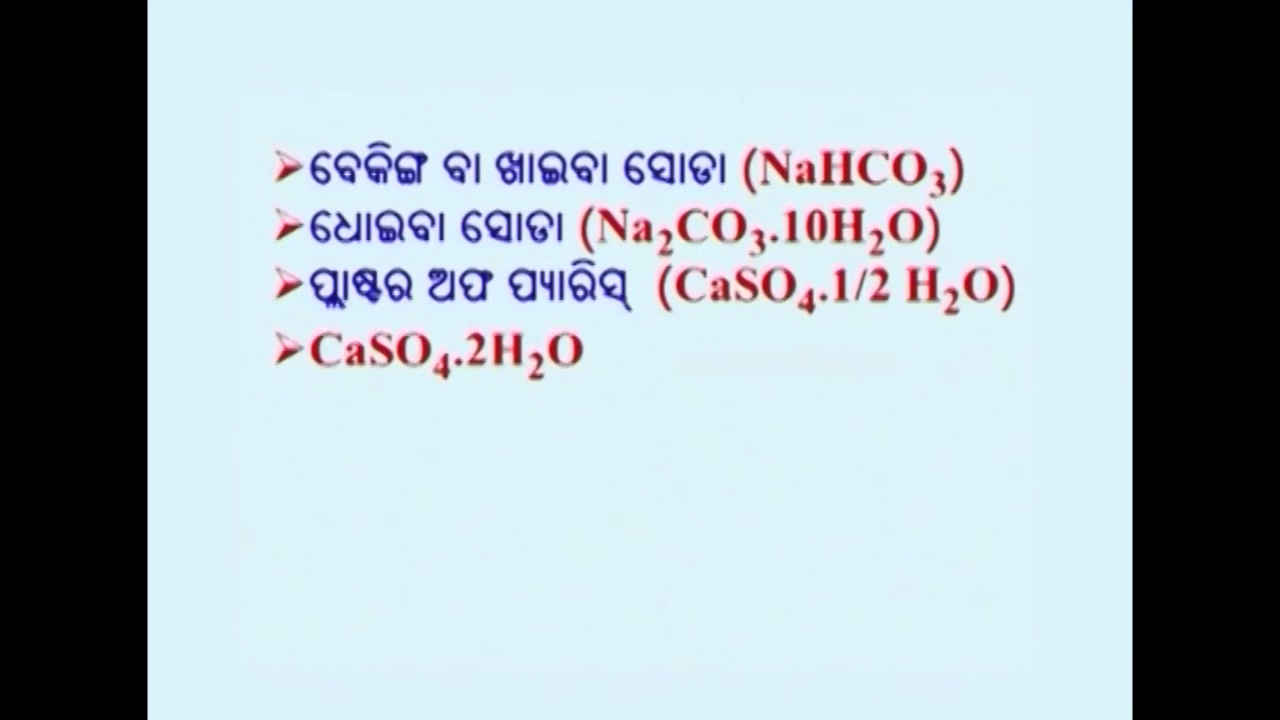 ➢ବେକିଙ୍ଗ ବା ଖାଇବା ସୋଡା (NaHCO₃)
➢ଧୋଇବା ସୋଡା (Na₂CO₃.10H₂O)
➢ପ୍ଲାଷ୍ଟର ଅଫ ପ୍ୟାରିସ୍ (CaSO₄.1/2 H₂O)
➢CaSO₄.2H₂O